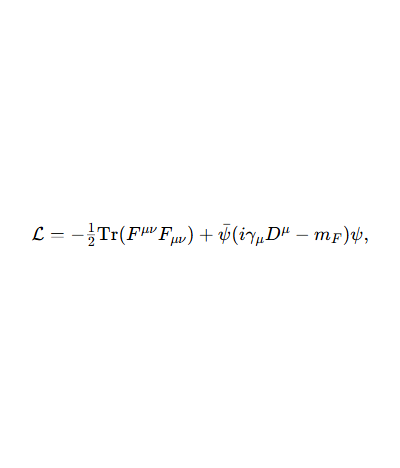 ℒ = −½Tr(F^{μν}F_{μν}) + ψ̄(iγ_μD^μ − m_F)ψ,